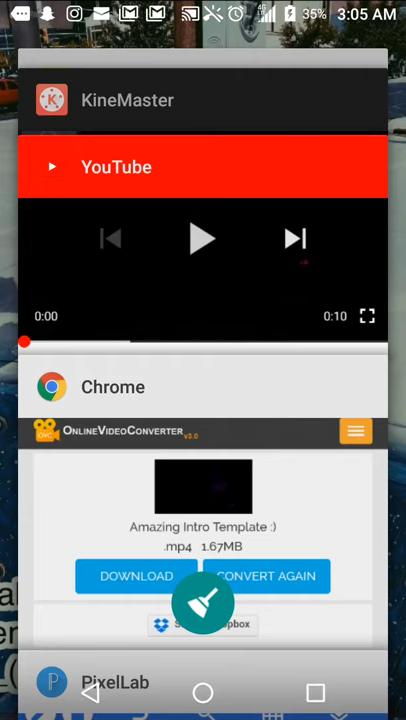 35% 3:05 AM
KineMaster
YouTube
0:00 0:10
Chrome
OnlineVideoConverter v3.0
Amazing Intro Template :)
.mp4 1.67MB
DOWNLOAD CONVERT AGAIN
PixelLab